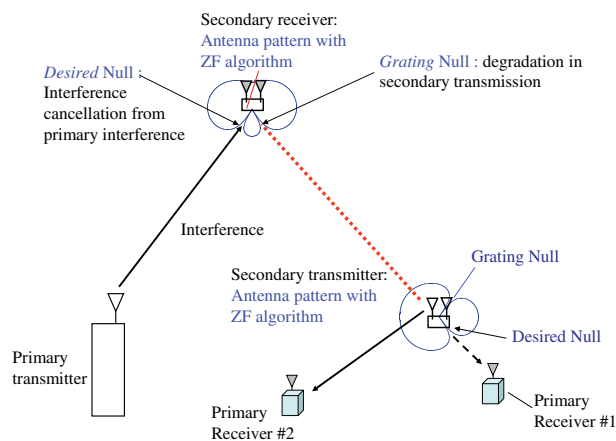 Secondary receiver:
Antenna pattern with
ZF algorithm
Desired Null :
Interference
cancellation from
primary interference
Grating Null : degradation in
secondary transmission
Interference
Secondary transmitter:
Antenna pattern with
ZF algorithm
Grating Null
Desired Null
Primary
transmitter
Primary
Receiver #2
Primary
Receiver #1